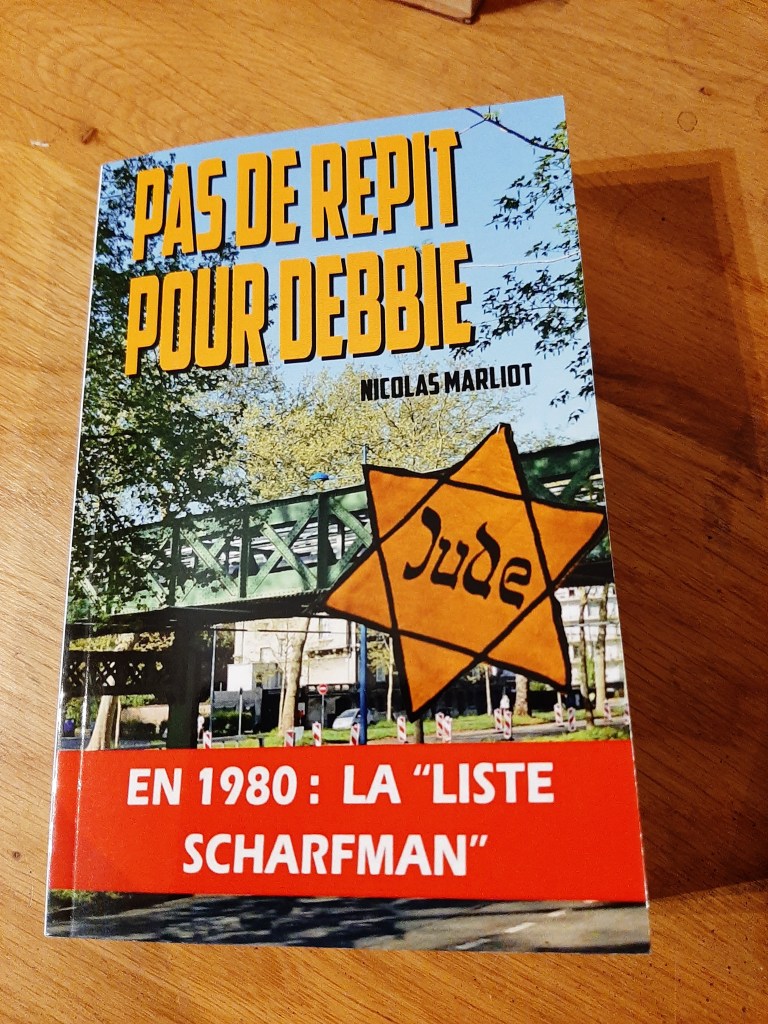 PAS DE REPIT
POUR DEBBIE
NICOLAS MARLIOT
Jude
EN 1980 : LA “LISTE
SCHARFMAN”